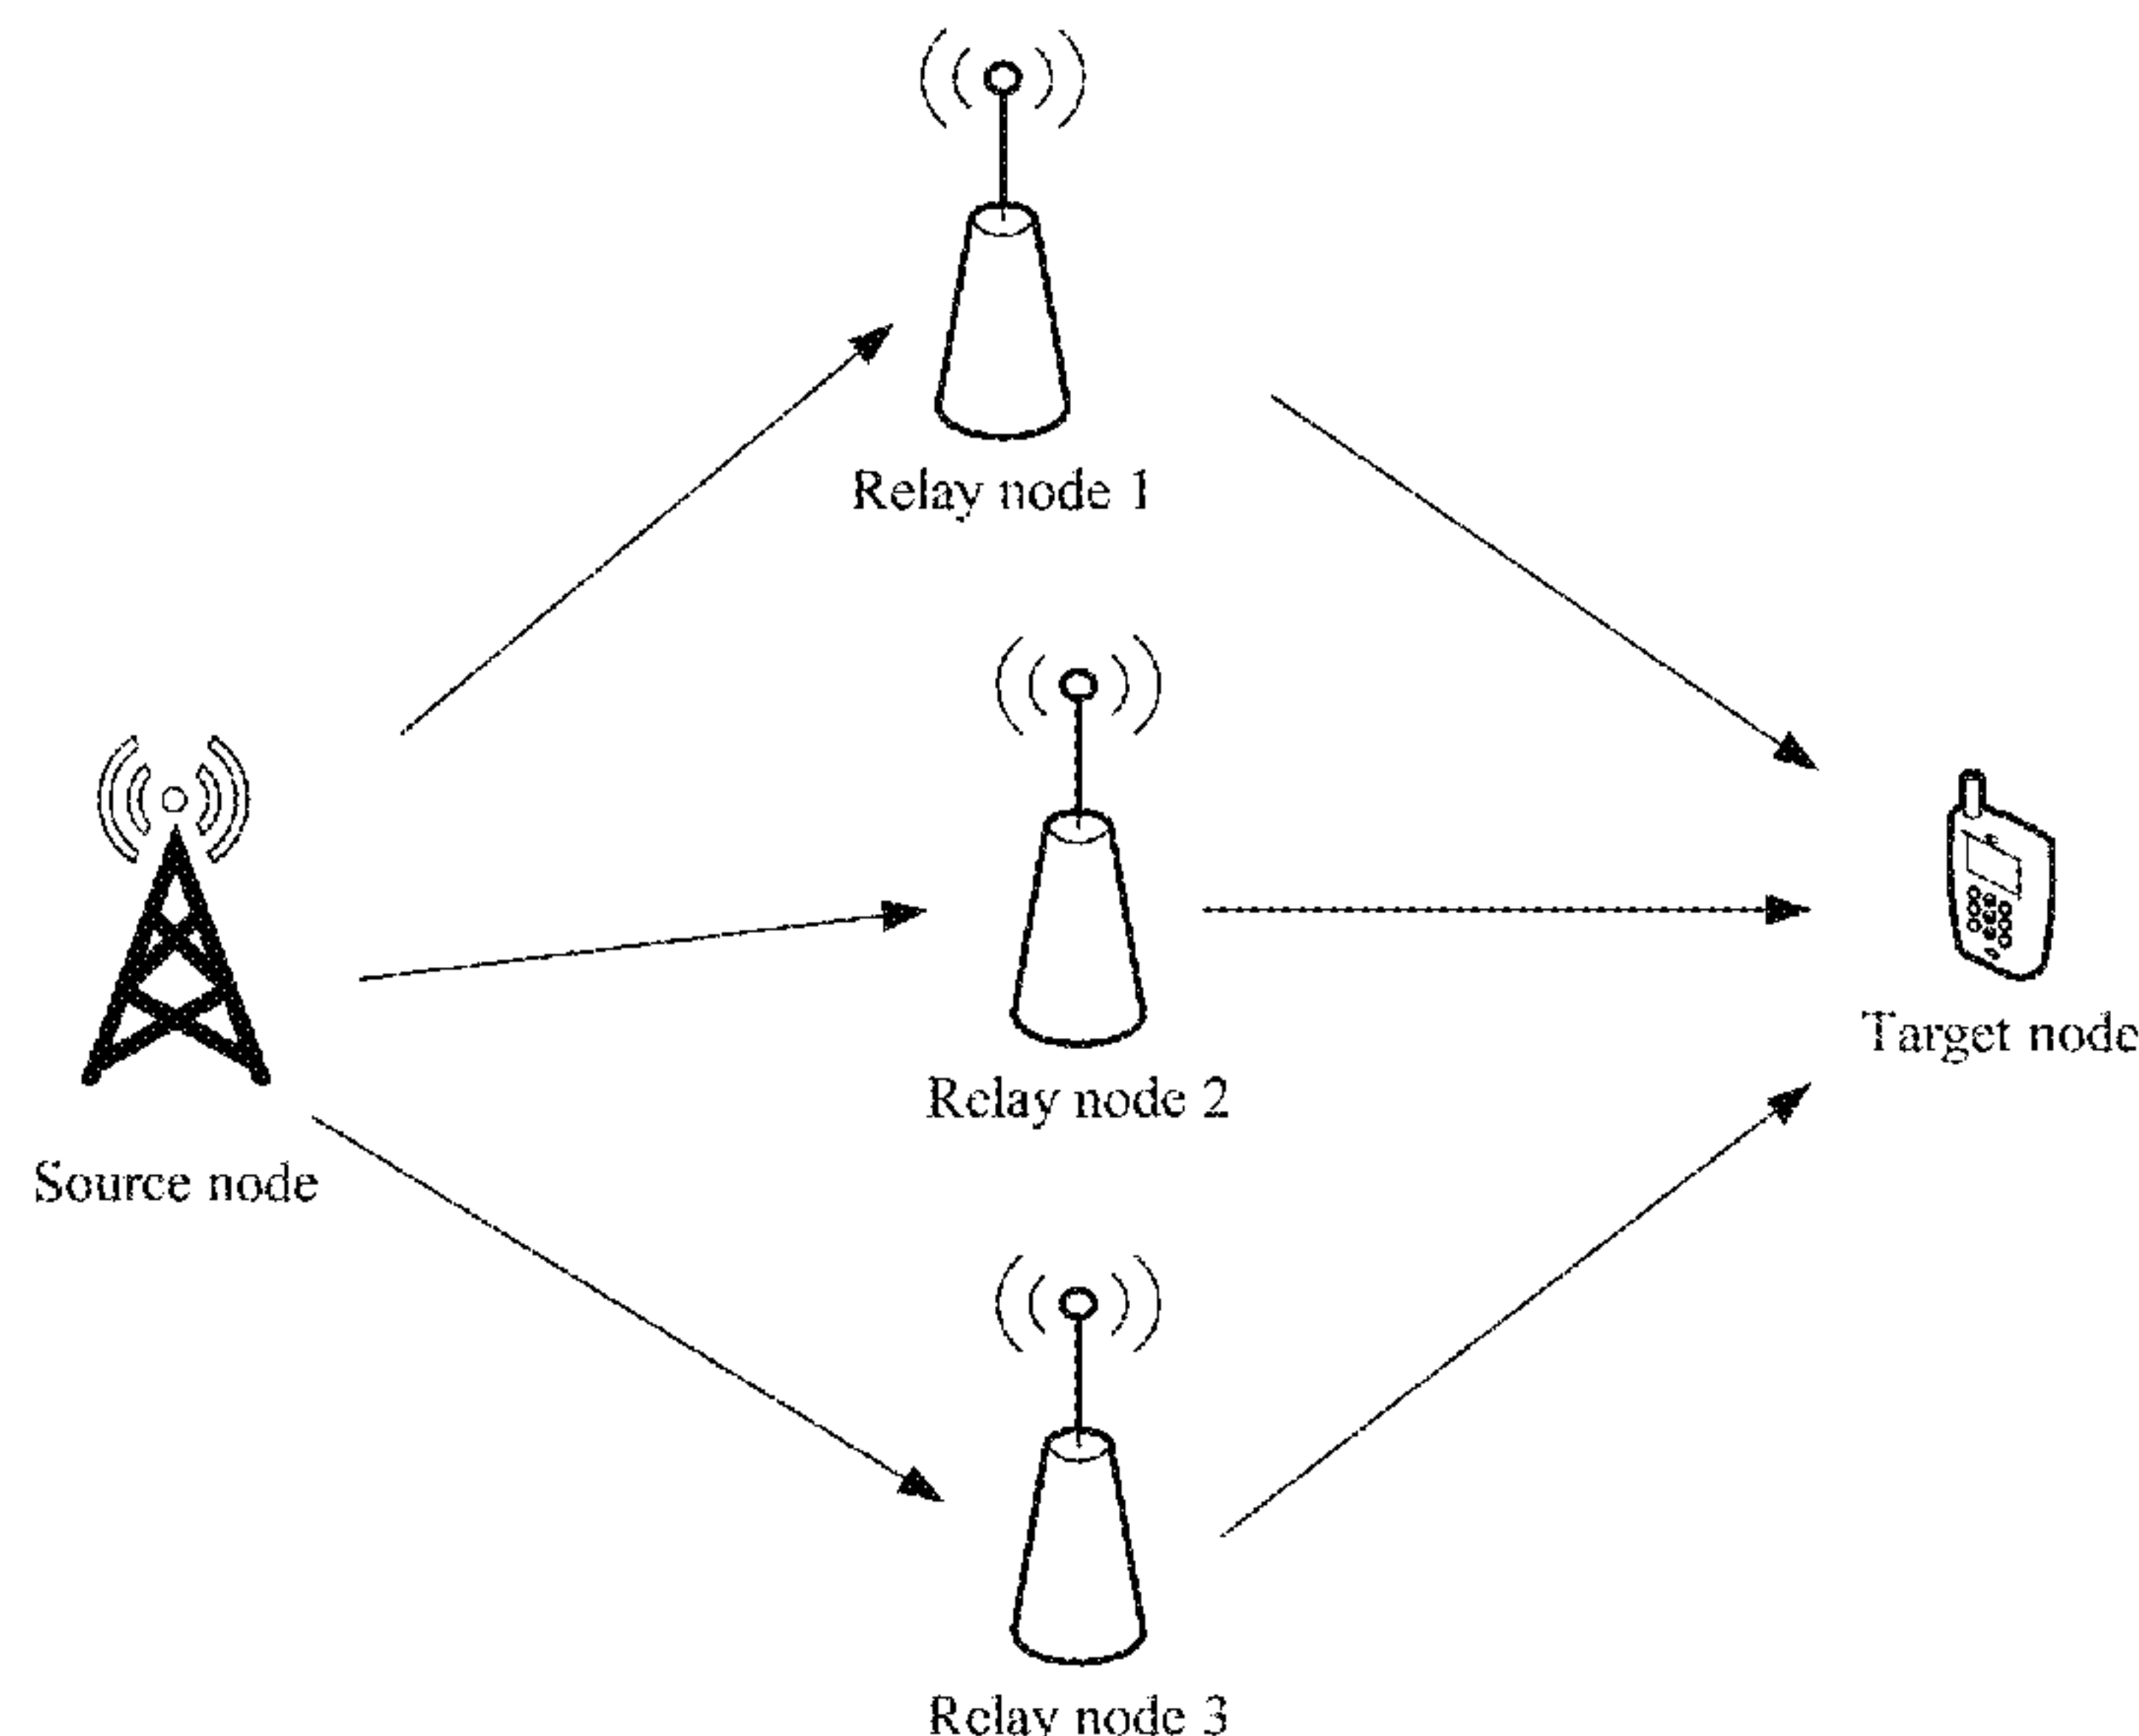 Relay node 1
Relay node 2
Target node
Source node
Relay node 3